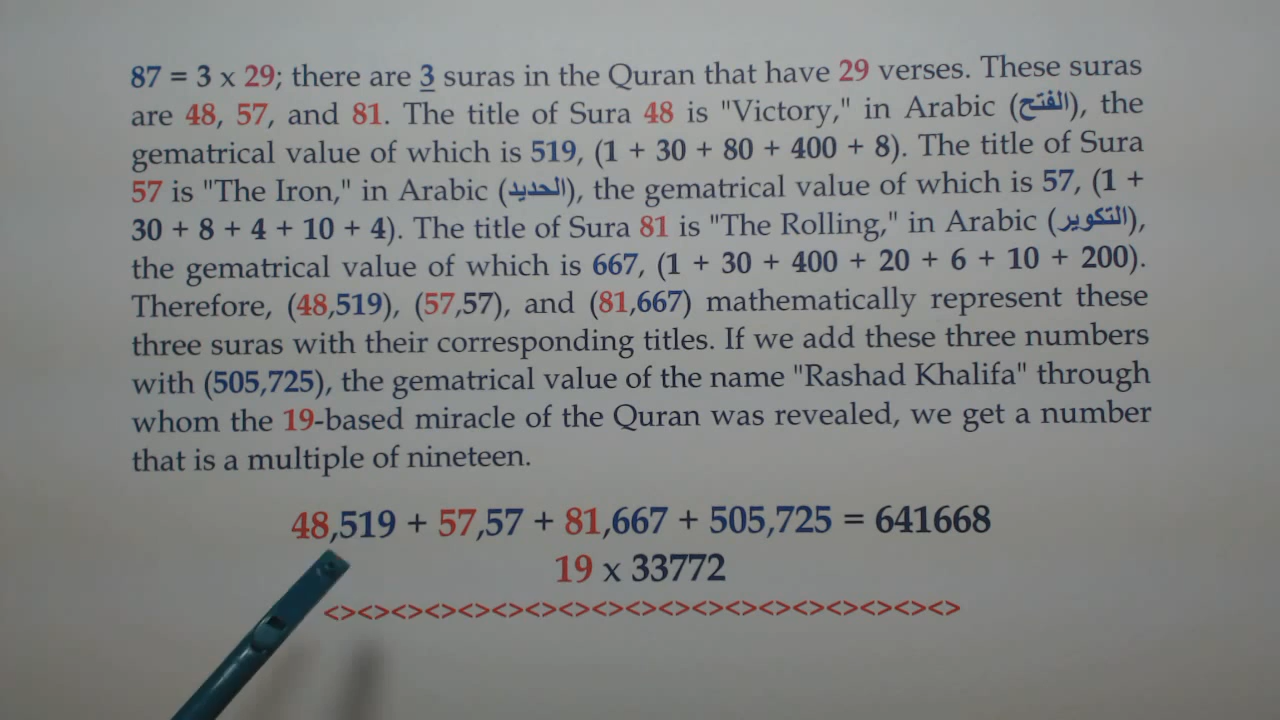 87 = 3 x 29; there are 3 suras in the Quran that have 29 verses. These suras
are 48, 57, and 81. The title of Sura 48 is "Victory," in Arabic (الفتح), the
gematrical value of which is 519, (1 + 30 + 80 + 400 + 8). The title of Sura
57 is "The Iron," in Arabic (الحديد), the gematrical value of which is 57, (1 +
30 + 8 + 4 + 10 + 4). The title of Sura 81 is "The Rolling," in Arabic (التكوير),
the gematrical value of which is 667, (1 + 30 + 400 + 20 + 6 + 10 + 200).
Therefore, (48,519), (57,57), and (81,667) mathematically represent these
three suras with their corresponding titles. If we add these three numbers
with (505,725), the gematrical value of the name "Rashad Khalifa" through
whom the 19-based miracle of the Quran was revealed, we get a number
that is a multiple of nineteen.
48,519 + 57,57 + 81,667 + 505,725 = 641668
19 x 33772
<><><><><><><><><><><><><><><><><><><>